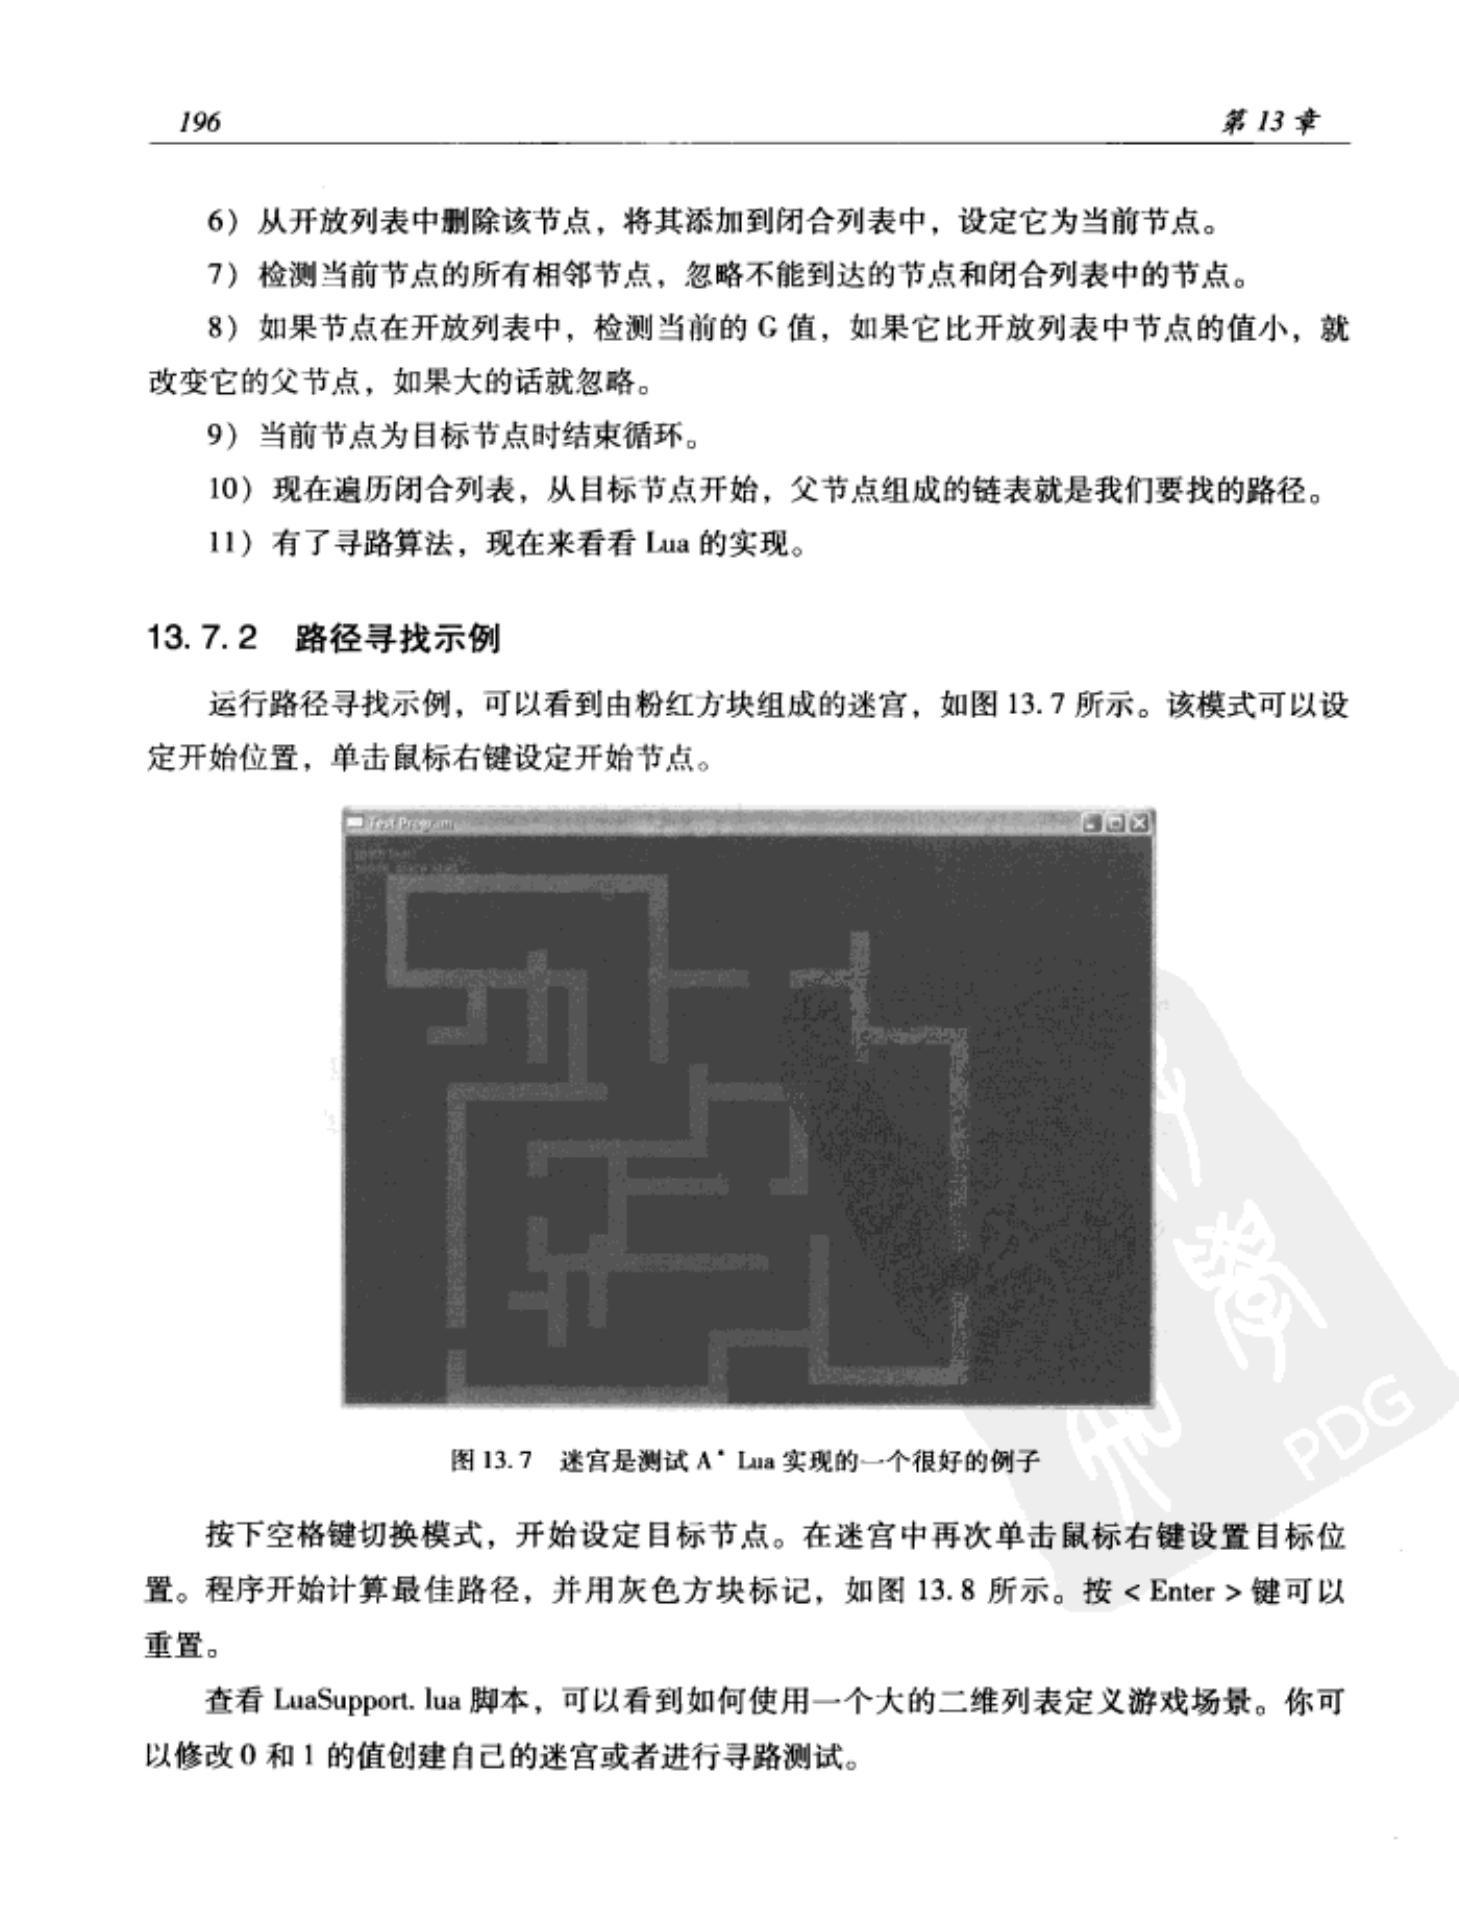 196
第 13 章
6) 从开放列表中删除该节点，将其添加到闭合列表中，设定它为当前节点。
7) 检测当前节点的所有相邻节点，忽略不能到达的节点和闭合列表中的节点。
8) 如果节点在开放列表中，检测当前的 G 值，如果它比开放列表中节点的值小，就
改变它的父节点，如果大的话就忽略。
9) 当前节点为目标节点时结束循环。
10) 现在遍历闭合列表，从目标节点开始，父节点组成的链表就是我们要找的路径。
11) 有了寻路算法，现在来看看 Lua 的实现。
13.7.2 路径寻找示例
运行路径寻找示例，可以看到由粉红方块组成的迷宫，如图 13.7 所示。该模式可以设
定开始位置，单击鼠标右键设定开始节点。
Test Program
图 13.7 迷宫是测试 A* Lua 实现的一个很好的例子
PDG
按下空格键切换模式，开始设定目标节点。在迷宫中再次单击鼠标右键设置目标位
置。程序开始计算最佳路径，并用灰色方块标记，如图 13.8 所示。按 < Enter > 键可以
重置。
查看 LuaSupport.lua 脚本，可以看到如何使用一个大的二维列表定义游戏场景。你可
以修改 0 和 1 的值创建自己的迷宫或者进行寻路测试。